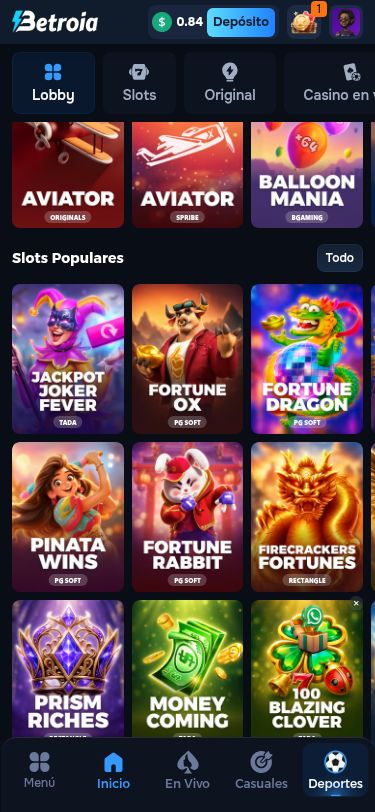 Betroia
$ 0.84 Depósito
1
Lobby
Slots
Original
Casino en v
AVIATOR
ORIGINALS
AVIATOR
SPRIBE
×64
BALLOON
MANIA
BGAMING
Slots Populares
Todo
JACKPOT
JOKER
FEVER
TADA
FORTUNE
OX
PG SOFT
FORTUNE
DRAGON
PG SOFT
PINATA
WINS
PG SOFT
FORTUNE
RABBIT
PG SOFT
FIRECRACKERS
FORTUNES
RECTANGLE
PRISM
RICHES
MONEY
COMING
7
100
BLAZING
CLOVER
Menú
Inicio
En Vivo
Casuales
Deportes